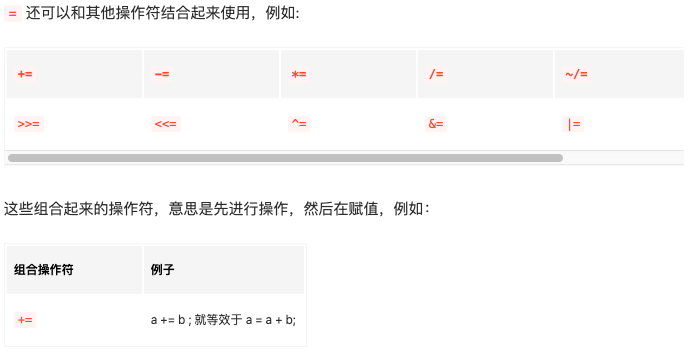 = 还可以和其他操作符结合起来使用，例如:
+= -= *= /= ~/=
>>= <<= ^= &= |=
这些组合起来的操作符，意思是先进行操作，然后在赋值，例如：
组合操作符 例子
+= a += b ; 就等效于 a = a + b;